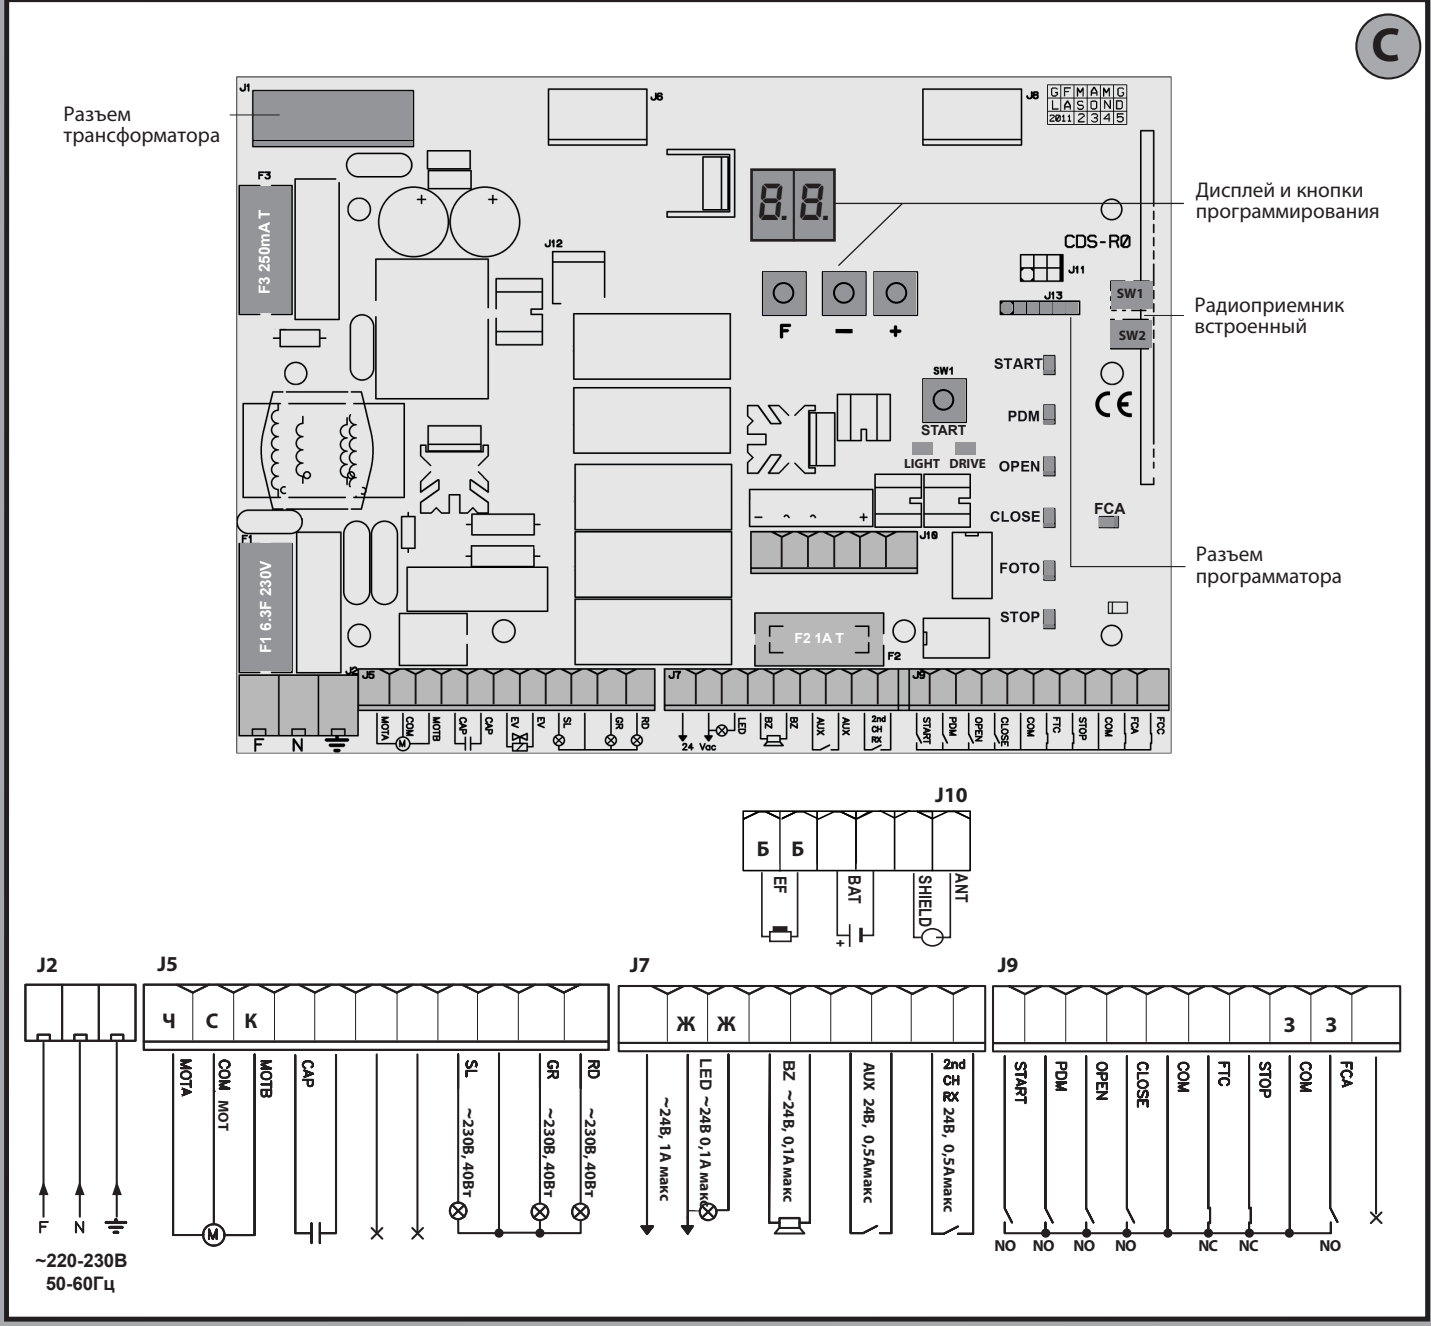 C
Разъем
трансформатора
J1
J6
J8
G F M A M G
L A S O N D
2011 2 3 4 5
F3
F3 250mA T
+
+
J12
8.8.
Дисплей и кнопки
программирования
CDS-R0
J11
J13
SW1
SW2
Радиоприемник
встроенный
F
−
+
SW1
START
LIGHT DRIVE
START
PDM
OPEN
CLOSE
FOTO
STOP
CE
FCA
Разъем
программатора
- +
J10
F1
F1 6.3F 230V
F2 1A T
F2
J2
J5
J7
J9
F N
MOTA
COM
MOTB
M
CAP
CAP
EV
EV
SL
GR
RD
24 Vac
LED
BZ
BZ
AUX
AUX
2nd
CH
RX
START
PDM
OPEN
CLOSE
COM
FTC
STOP
COM
FCA
FCC
J10
Б Б
EF
BAT
+
SHIELD
ANT
J2
F N
~220-230В
50-60Гц
J5
Ч С К
MOTA
COM МОТ
MOTB
M
CAP
SL ~230В, 40Вт
GR ~230В, 40Вт
RD ~230В, 40Вт
J7
Ж Ж
~24В, 1А макс
LED ~24В 0,1А макс
BZ ~24В, 0,1Амакс
AUX 24В, 0,5Амакс
2nd
CH
RX 24В, 0,5Амакс
J9
З З
START
PDM
OPEN
CLOSE
COM
FTC
STOP
COM
FCA
NO NO NO NO NC NC NO